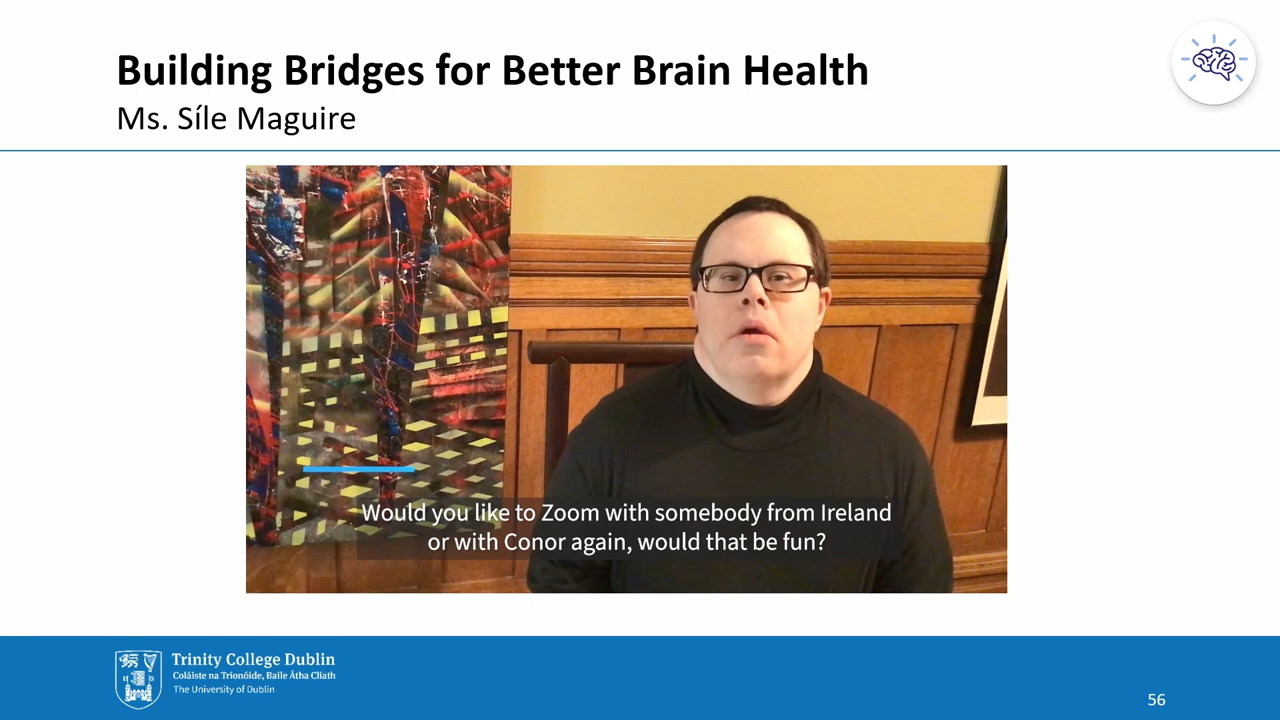 Building Bridges for Better Brain Health
Ms. Síle Maguire
Would you like to Zoom with somebody from Ireland
or with Conor again, would that be fun?
Trinity College Dublin
Coláiste na Tríonóide, Baile Átha Cliath
The University of Dublin
56